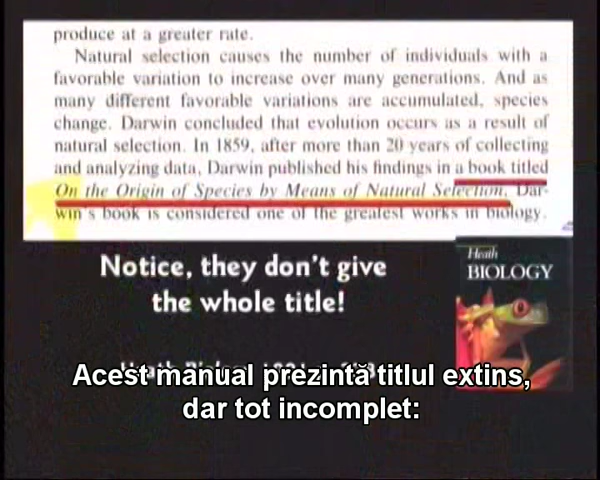 produce at a greater rate.
Natural selection causes the number of individuals with a
favorable variation to increase over many generations. And as
many different favorable variations are accumulated, species
change. Darwin concluded that evolution occurs as a result of
natural selection. In 1859, after more than 20 years of collecting
and analyzing data, Darwin published his findings in a book titled
On the Origin of Species by Means of Natural Selection. Dar-
win's book is considered one of the greatest works in biology.
Heath
BIOLOGY
Notice, they don't give
the whole title!
Acest manual prezintă titlul extins,
dar tot incomplet: